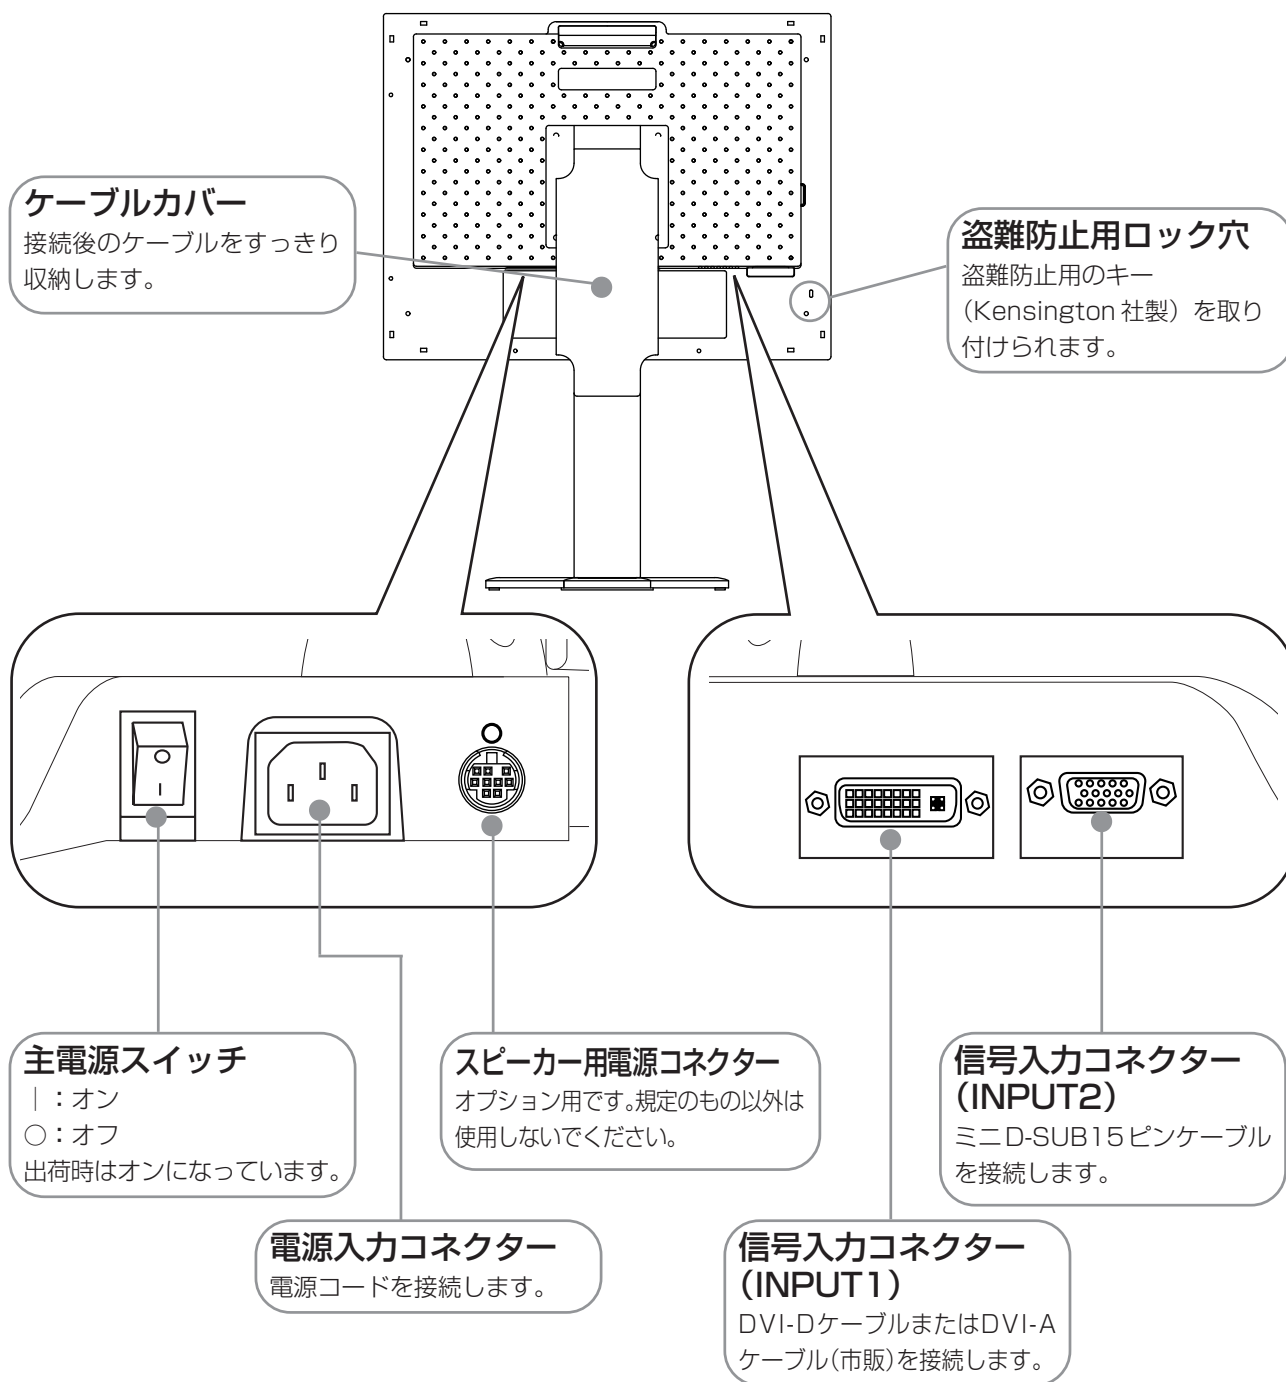 ケーブルカバー
接続後のケーブルをすっきり
収納します。
盗難防止用ロック穴
盗難防止用のキー
（Kensington 社製）を取り
付けられます。
主電源スイッチ
｜：オン
○：オフ
出荷時はオンになっています。
スピーカー用電源コネクター
オプション用です。規定のもの以外は
使用しないでください。
信号入力コネクター
（INPUT2）
ミニD-SUB15ピンケーブル
を接続します。
電源入力コネクター
電源コードを接続します。
信号入力コネクター
（INPUT1）
DVI-DケーブルまたはDVI-A
ケーブル（市販）を接続します。